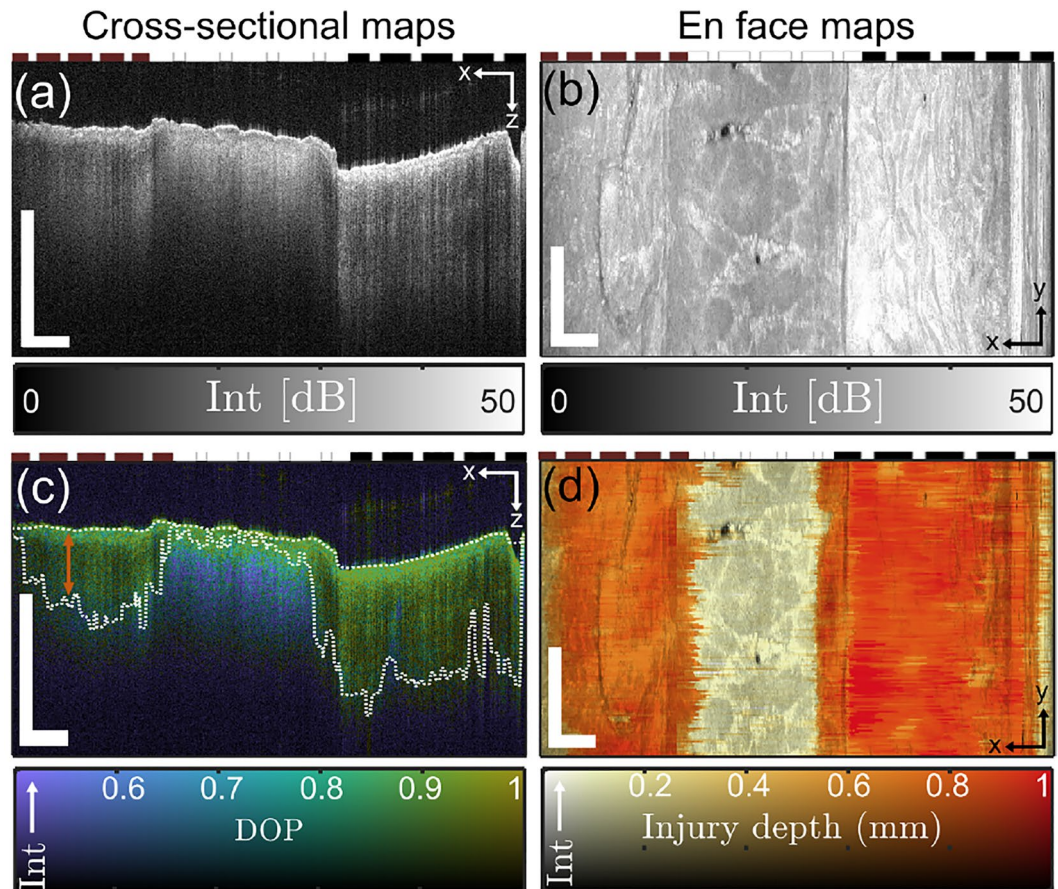 Cross-sectional maps
En face maps
(a)
x
z
(b)
y
x
0 Int [dB] 50
0 Int [dB] 50
(c)
x
z
(d)
y
x
0.6 0.7 0.8 0.9 1
DOP
Int
0.2 0.4 0.6 0.8 1
Injury depth (mm)
Int